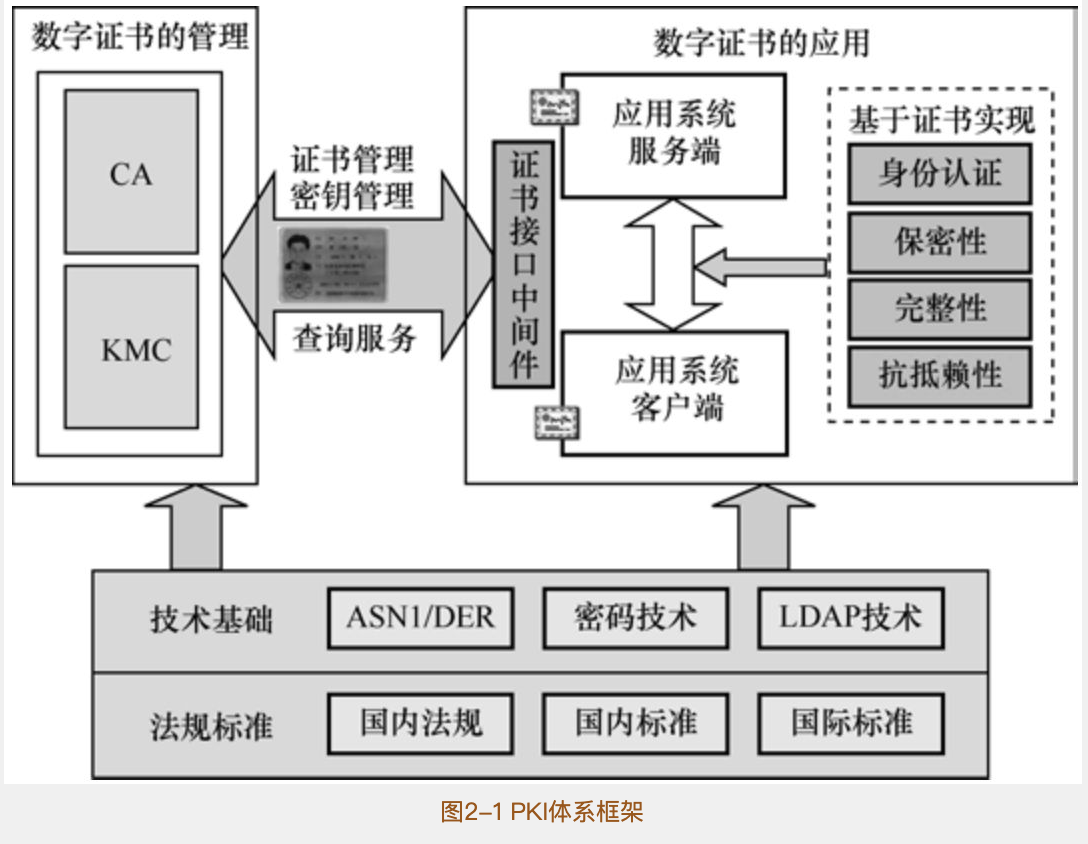 数字证书的管理
CA
KMC
证书管理
密钥管理
查询服务
数字证书的应用
证书接口中间件
应用系统
服务端
应用系统
客户端
基于证书实现
身份认证
保密性
完整性
抗抵赖性
技术基础
ASN1/DER
密码技术
LDAP技术
法规标准
国内法规
国内标准
国际标准
图2-1 PKI体系框架